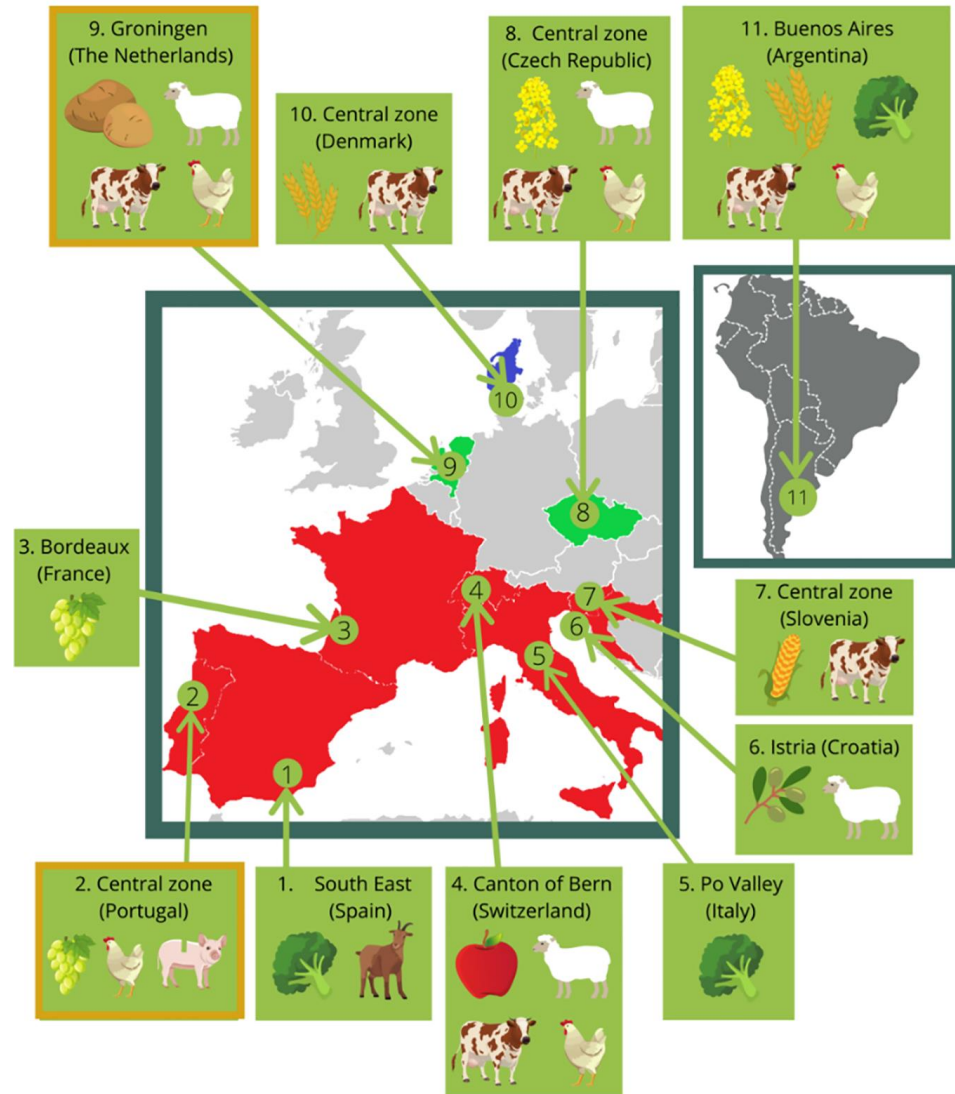 9. Groningen
(The Netherlands)
10. Central zone
(Denmark)
8. Central zone
(Czech Republic)
11. Buenos Aires
(Argentina)
10
9
8
11
3. Bordeaux
(France)
4
7
6
3
5
2
1
7. Central zone
(Slovenia)
6. Istria (Croatia)
2. Central zone
(Portugal)
1. South East
(Spain)
4. Canton of Bern
(Switzerland)
5. Po Valley
(Italy)